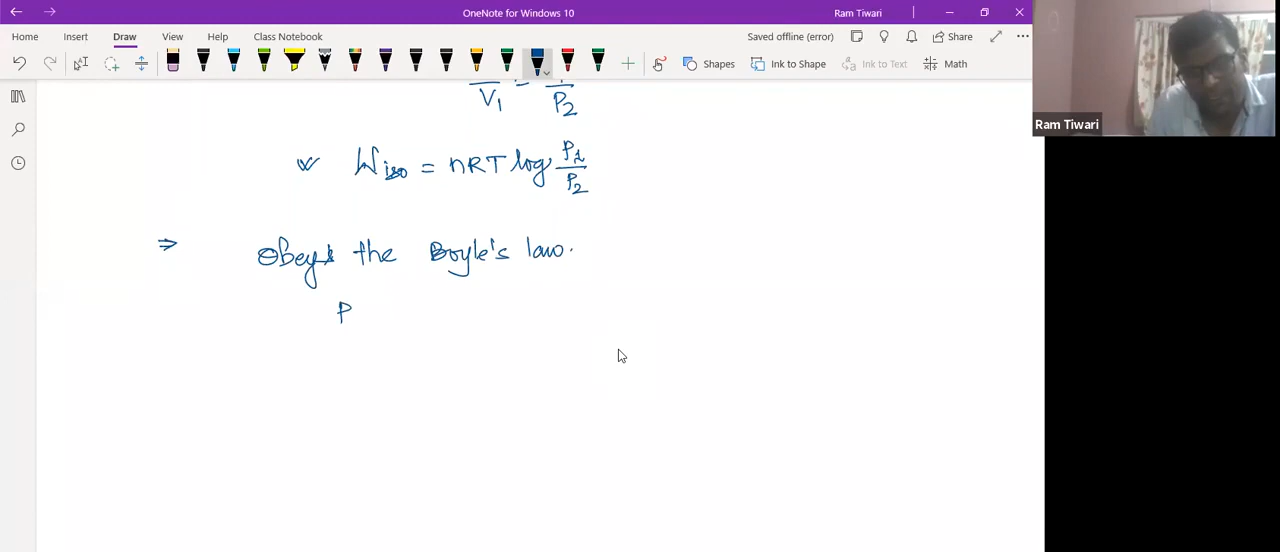 OneNote for Windows 10
Ram Tiwari
Home Insert Draw View Help Class Notebook
Saved offline (error)
Share
Shapes
Ink to Shape
Ink to Text
Math
Ram Tiwari
V₁ = P₂
W_iso = nRT log P₁/P₂
⇒ Obeys the Boyle's law.
P